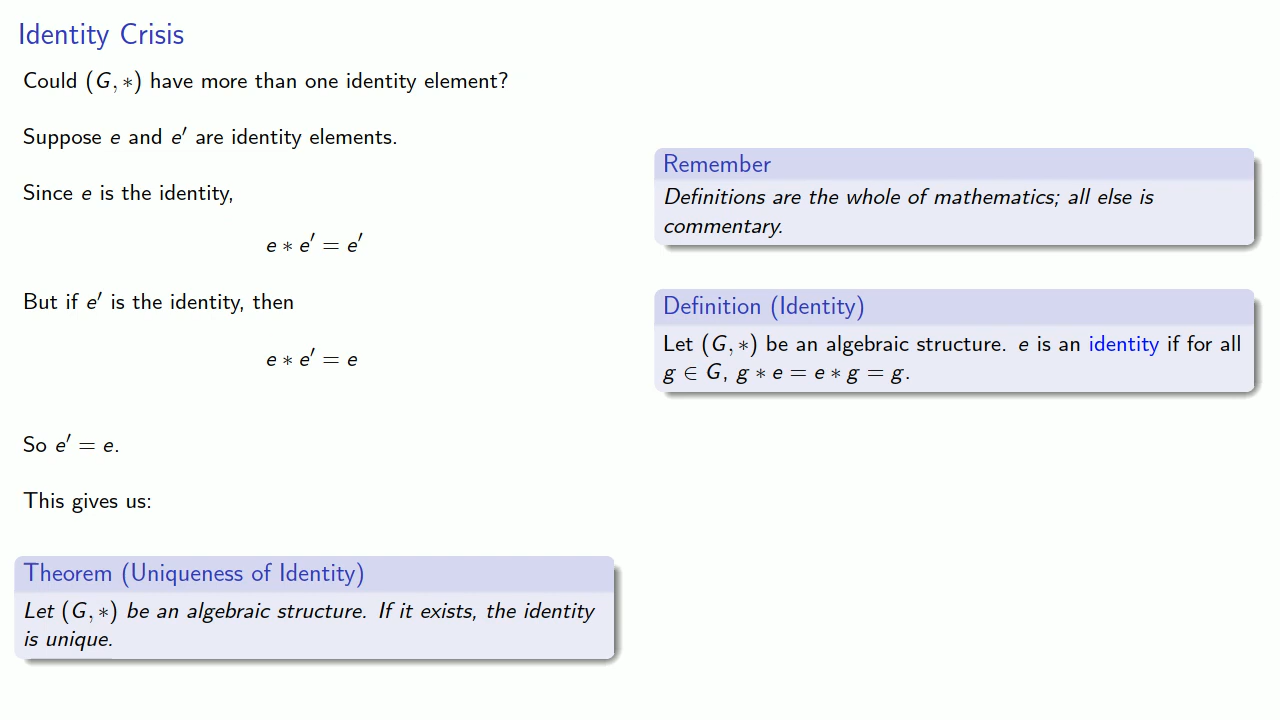 Identity Crisis
Could (G, ∗) have more than one identity element?
Suppose e and e′ are identity elements.
Since e is the identity,
e ∗ e′ = e′
But if e′ is the identity, then
e ∗ e′ = e
So e′ = e.
This gives us:
Theorem (Uniqueness of Identity)
Let (G, ∗) be an algebraic structure. If it exists, the identity
is unique.
Remember
Definitions are the whole of mathematics; all else is
commentary.
Definition (Identity)
Let (G, ∗) be an algebraic structure. e is an identity if for all
g ∈ G, g ∗ e = e ∗ g = g.